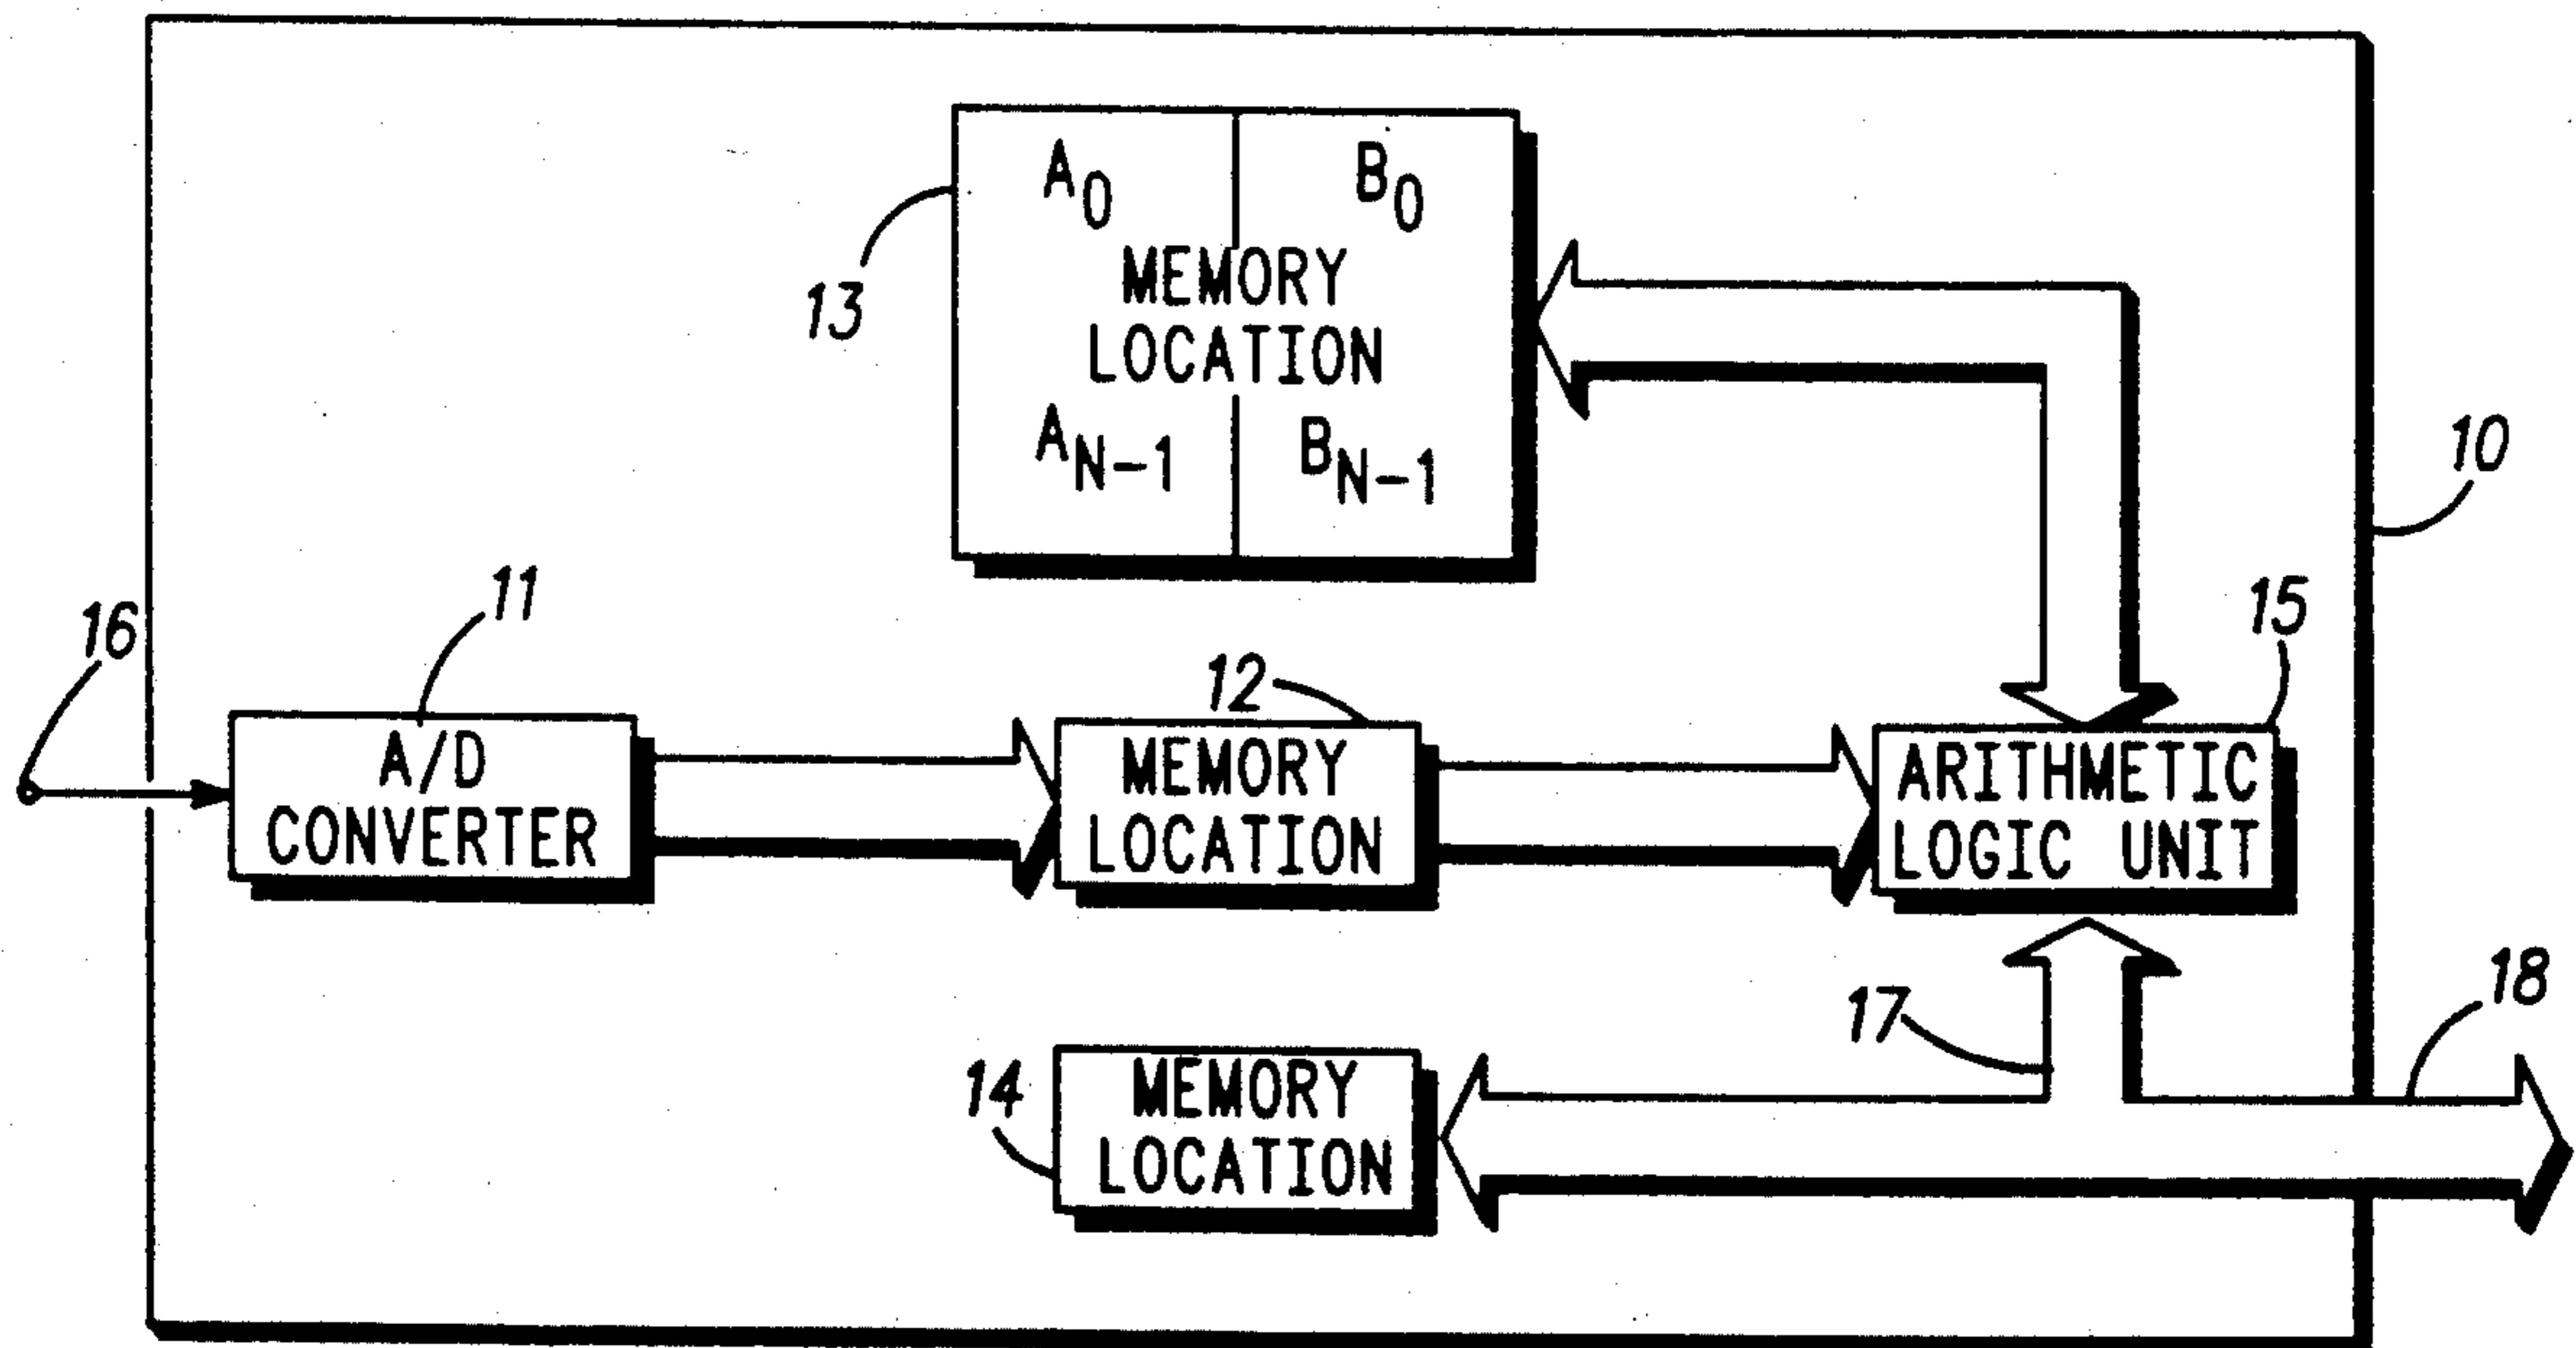 A0 B0
MEMORY
LOCATION
AN-1 BN-1
13
10
16
11
A/D
CONVERTER
12
MEMORY
LOCATION
15
ARITHMETIC
LOGIC UNIT
14
MEMORY
LOCATION
17
18